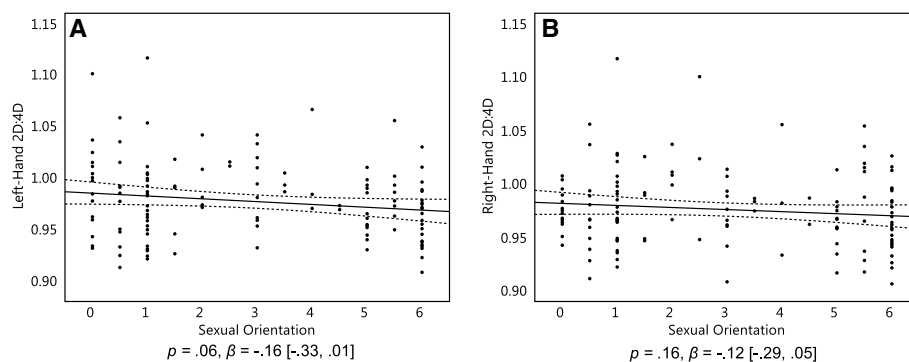 A
1.15
1.10
1.05
1.00
0.95
0.90
Left-Hand 2D:4D
0 1 2 3 4 5 6
Sexual Orientation
p = .06, β = -.16 [-.33, .01]
B
1.15
1.10
1.05
1.00
0.95
0.90
Right-Hand 2D:4D
0 1 2 3 4 5 6
Sexual Orientation
p = .16, β = -.12 [-.29, .05]